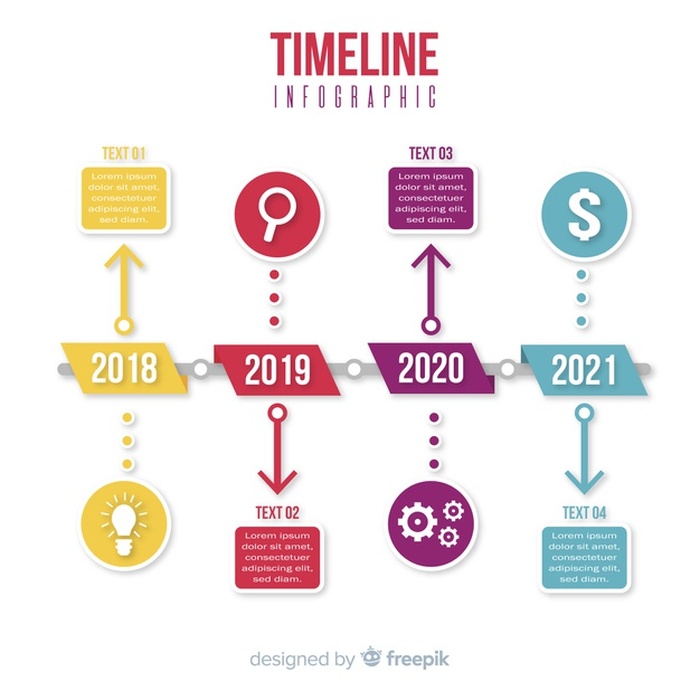 TIMELINE
INFOGRAPHIC
TEXT 01
Lorem ipsum
dolor sit amet,
consectetuer
adipiscing elit,
sed diam.
TEXT 03
Lorem ipsum
dolor sit amet,
consectetuer
adipiscing elit,
sed diam.
$
2018
2019
2020
2021
TEXT 02
Lorem ipsum
dolor sit amet,
consectetuer
adipiscing elit,
sed diam.
TEXT 04
Lorem ipsum
dolor sit amet,
consectetuer
adipiscing elit,
sed diam.
designed by freepik